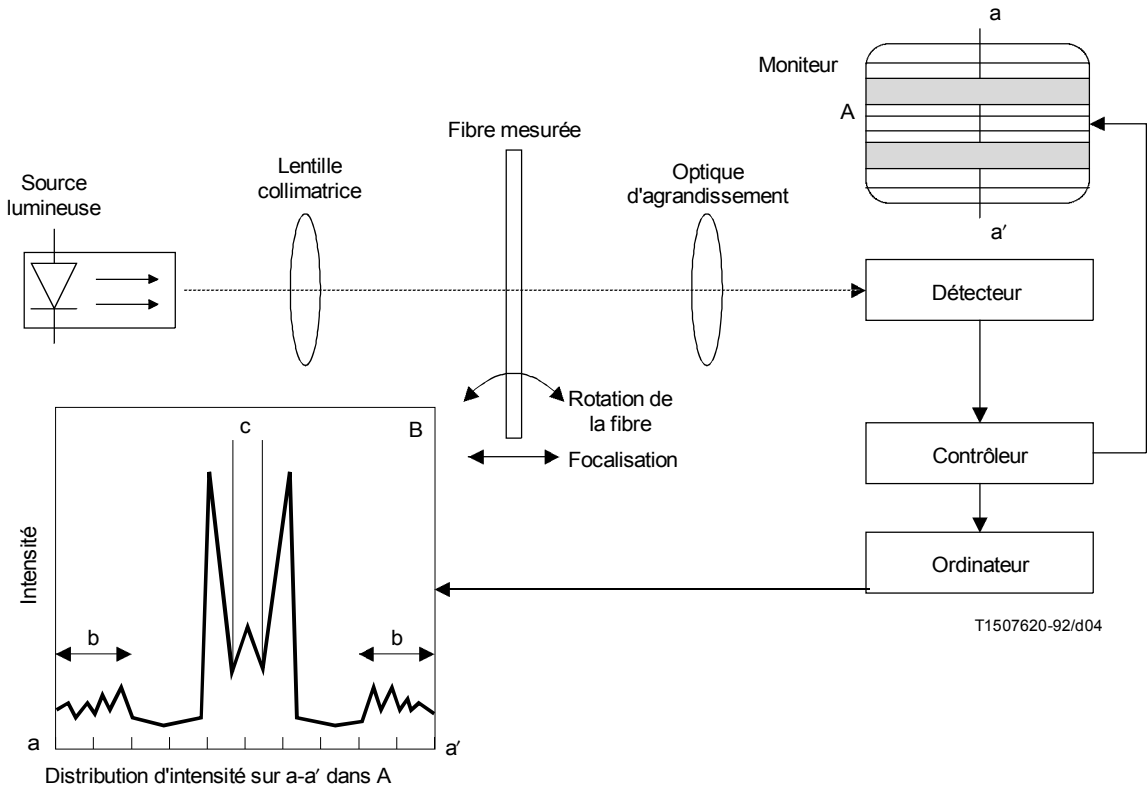 a
Moniteur
A
a′
Fibre mesurée
Lentille
collimatrice
Optique
d'agrandissement
Source
lumineuse
Détecteur
Rotation de
la fibre
Focalisation
Contrôleur
Ordinateur
T1507620-92/d04
B
c
Intensité
b
b
a
a′
Distribution d'intensité sur a-a′ dans A